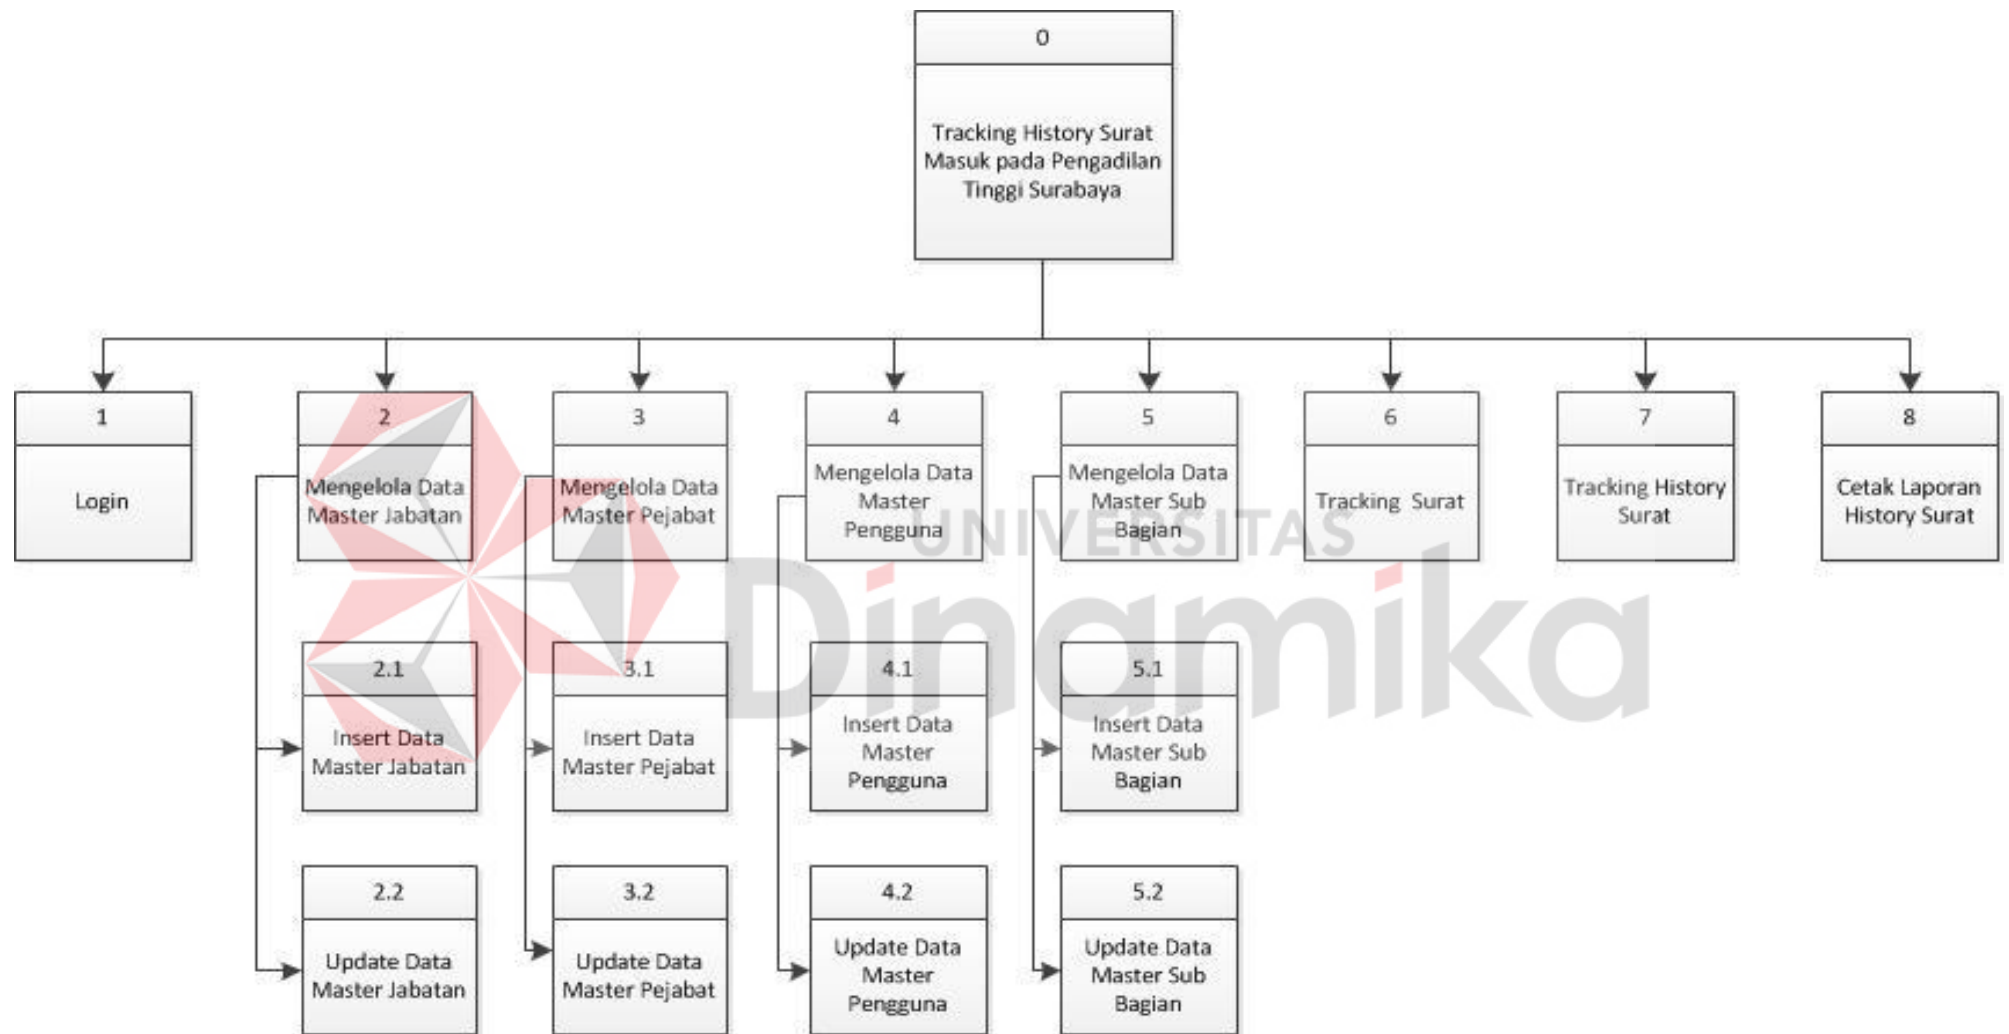 0
Tracking History Surat
Masuk pada Pengadilan
Tinggi Surabaya
1
Login
2
Mengelola Data
Master Jabatan
3
Mengelola Data
Master Pejabat
4
Mengelola Data
Master
Pengguna
5
Mengelola Data
Master Sub
Bagian
6
Tracking Surat
7
Tracking History
Surat
8
Cetak Laporan
History Surat
UNIVERSITAS
Dinamika
2.1
Insert Data
Master Jabatan
3.1
Insert Data
Master Pejabat
4.1
Insert Data
Master
Pengguna
5.1
Insert Data
Master Sub
Bagian
2.2
Update Data
Master Jabatan
3.2
Update Data
Master Pejabat
4.2
Update Data
Master
Pengguna
5.2
Update Data
Master Sub
Bagian